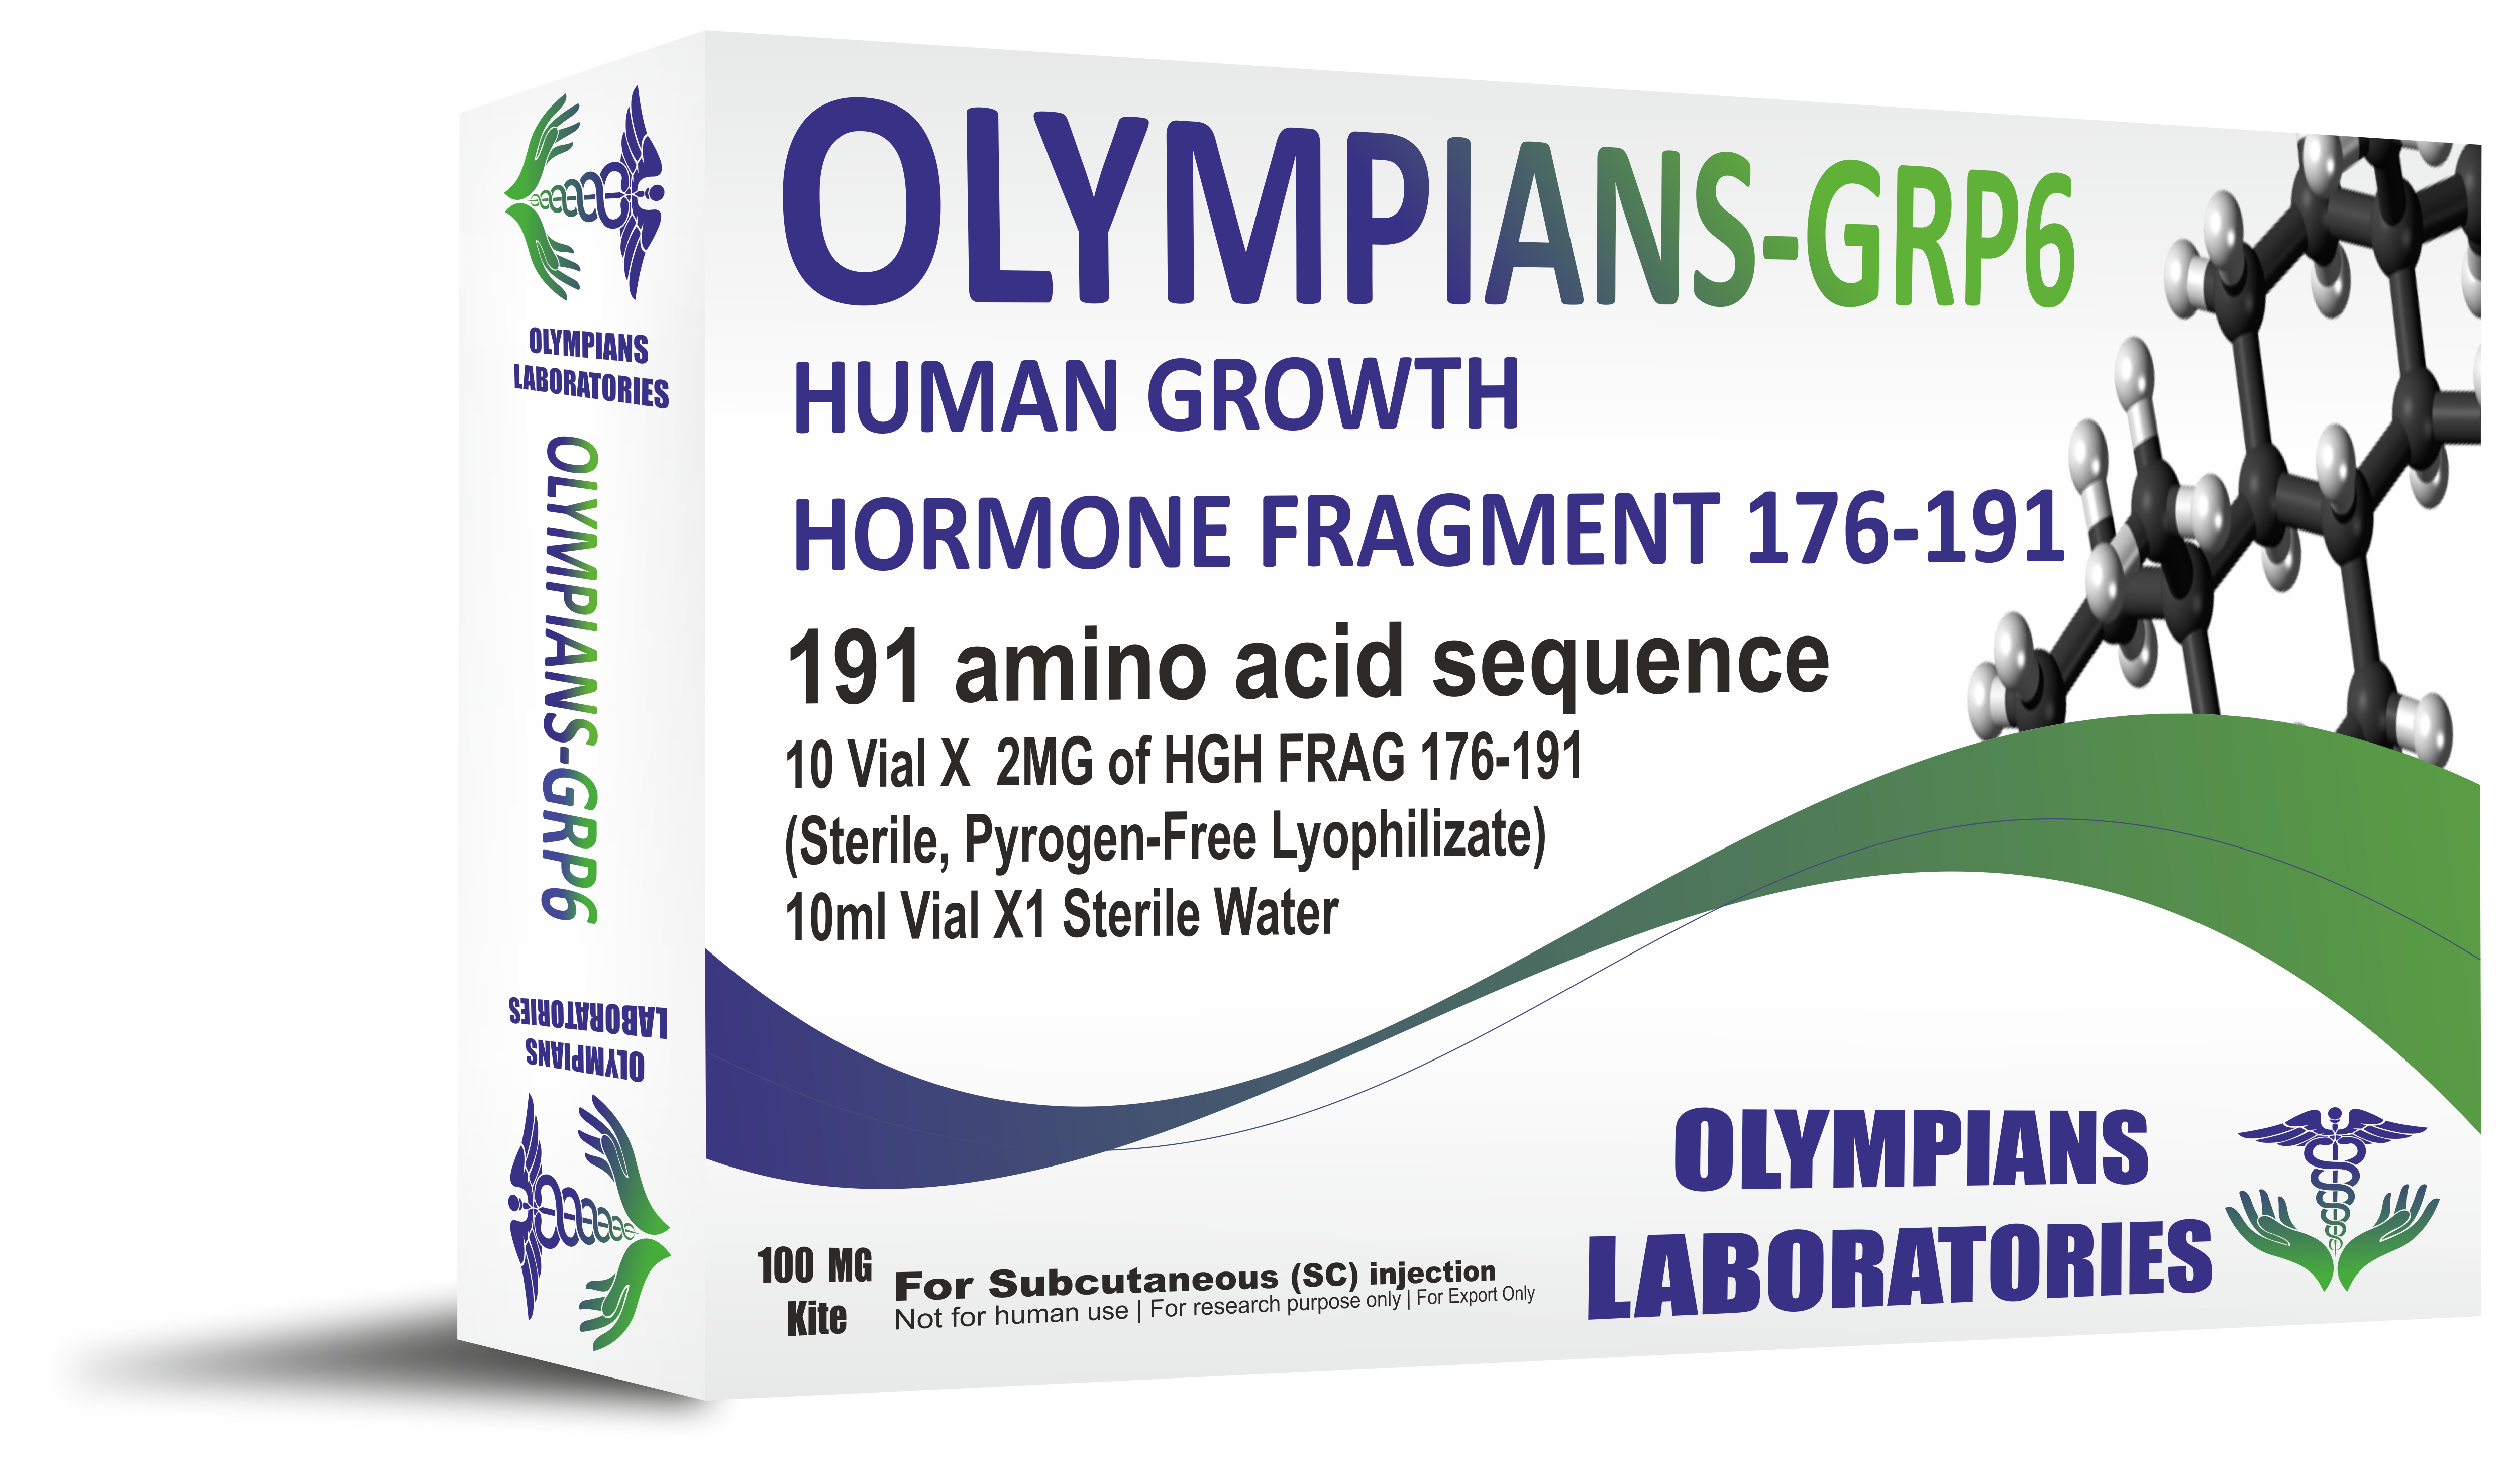 OLYMPIANS
LABORATORIES
OLYMPIANS-GRP6
OLYMPIANS
LABORATORIES
OLYMPIANS-GRP6
HUMAN GROWTH
HORMONE FRAGMENT 176-191
191 amino acid sequence
10 Vial X 2MG of HGH FRAG 176-191
(Sterile, Pyrogen-Free Lyophilizate)
10ml Vial X1 Sterile Water
100 MG
Kite
For Subcutaneous (SC) injection
Not for human use | For research purpose only | For Export Only
OLYMPIANS
LABORATORIES